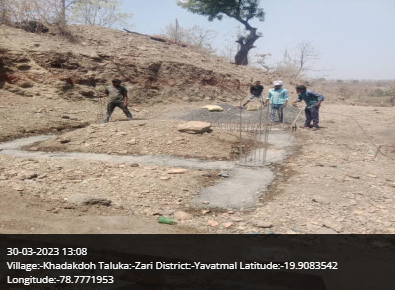 30-03-2023 13:08
Village:-Khadakdoh Taluka:-Zari District:-Yavatmal Latitude:-19.9083542
Longitude:-78.7771953